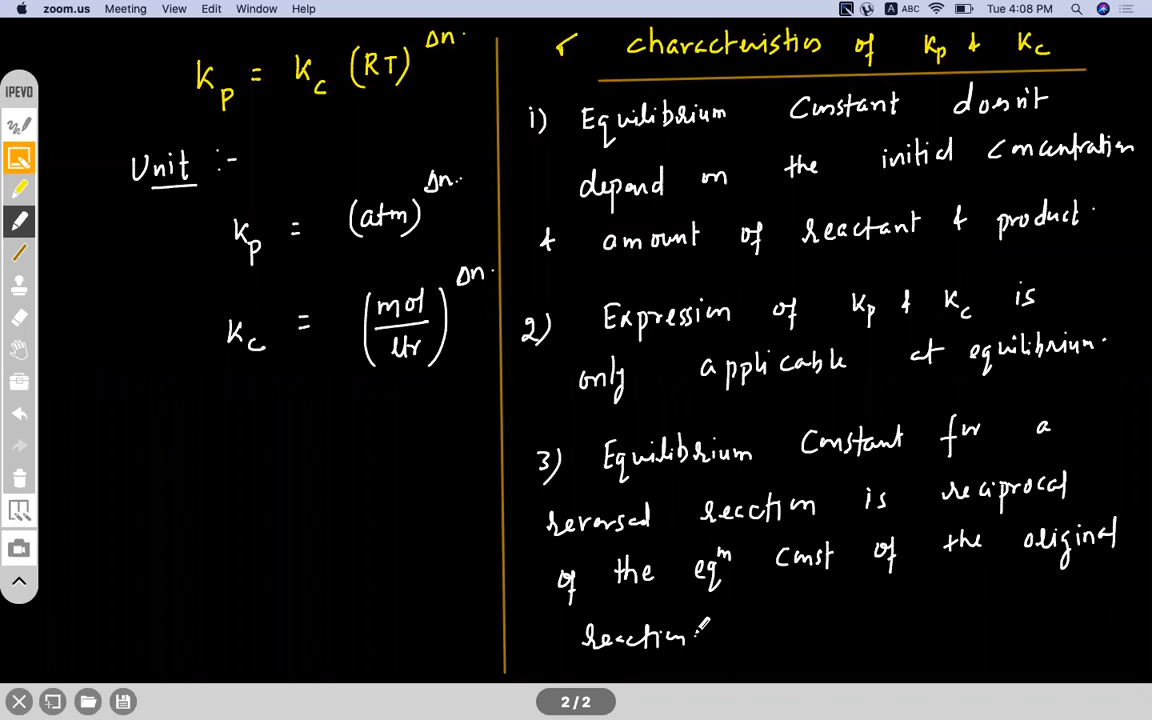 zoom.us Meeting View Edit Window Help
A ABC Tue 4:08 PM
IPEVO
Kp = Kc (RT)^Δn.
Unit :-
Kp = (atm)^Δn..
Kc = (mol/ltr)^Δn.
characteristics of Kp & Kc
1) Equilibrium Constant doesn't
depend on the initial concentration
& amount of reactant & product.
2) Expression of Kp & Kc is
only applicable at equilibrium.
3) Equilibrium Constant for a
reversed reaction is reciprocal
of the eqm const of the original
reaction
2/2